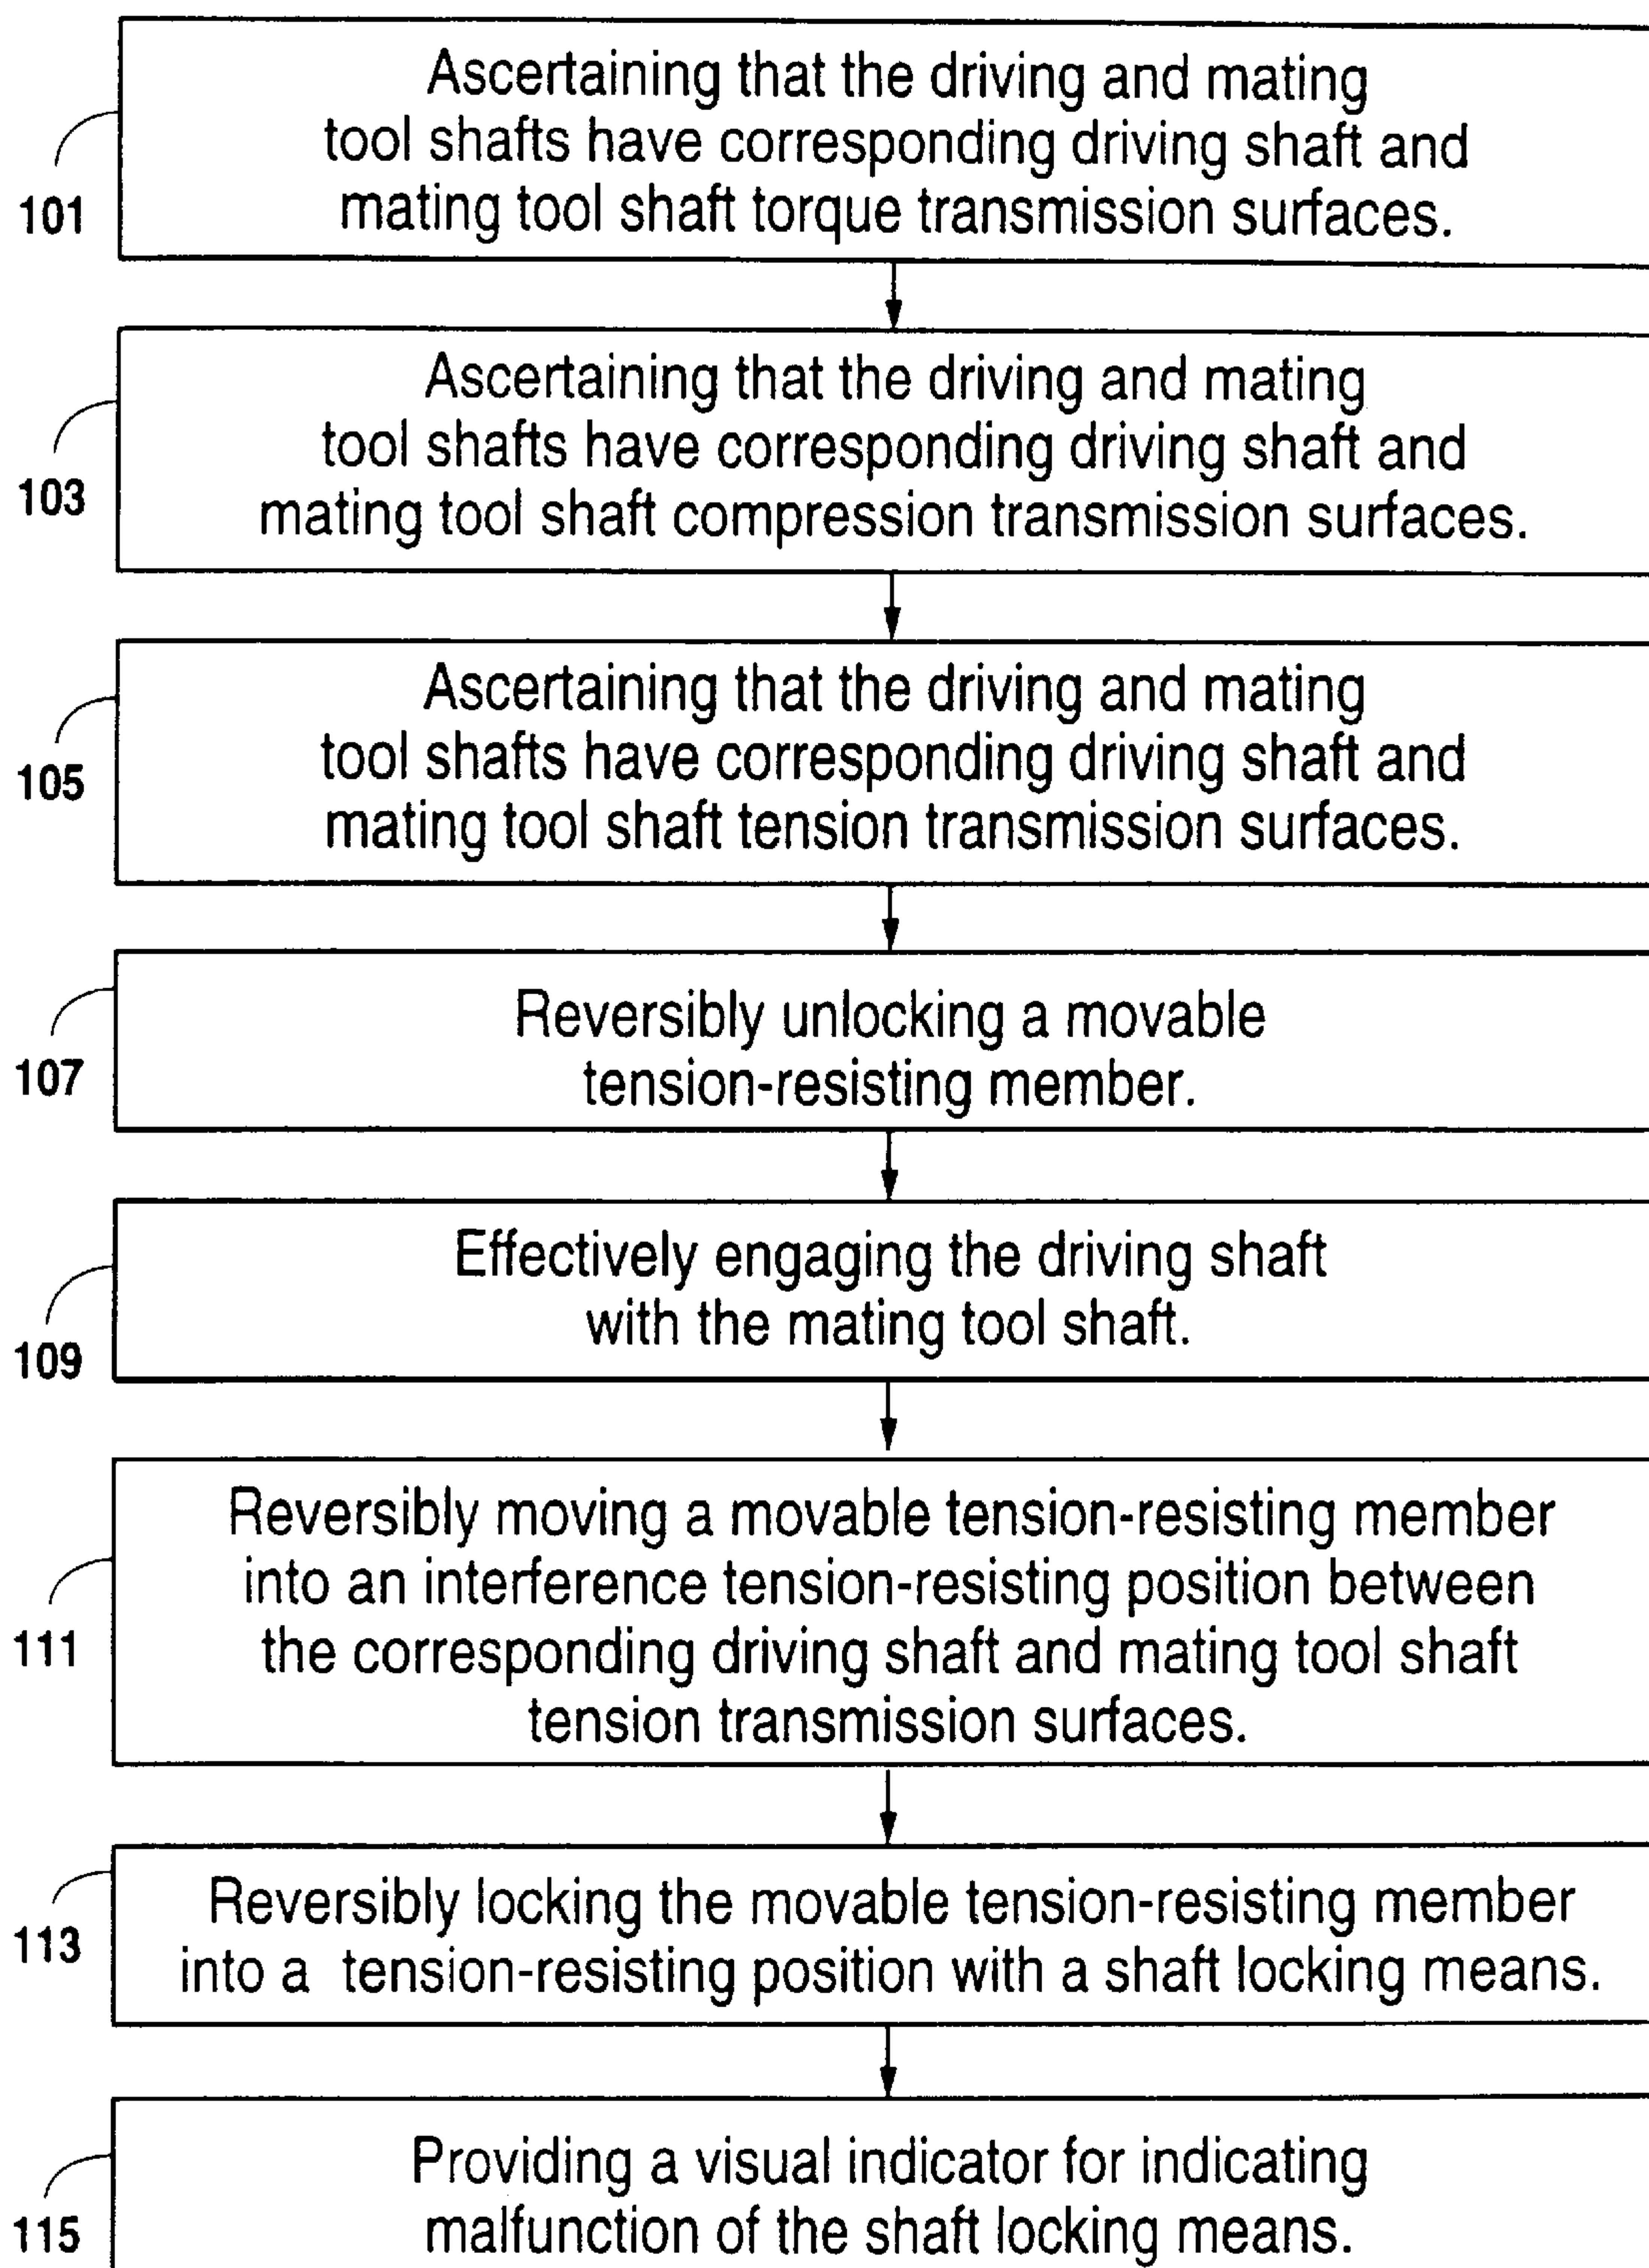 Ascertaining that the driving and mating
tool shafts have corresponding driving shaft and
mating tool shaft torque transmission surfaces.
101
Ascertaining that the driving and mating
tool shafts have corresponding driving shaft and
mating tool shaft compression transmission surfaces.
103
Ascertaining that the driving and mating
tool shafts have corresponding driving shaft and
mating tool shaft tension transmission surfaces.
105
Reversibly unlocking a movable
tension-resisting member.
107
Effectively engaging the driving shaft
with the mating tool shaft.
109
Reversibly moving a movable tension-resisting member
into an interference tension-resisting position between
the corresponding driving shaft and mating tool shaft
tension transmission surfaces.
111
Reversibly locking the movable tension-resisting member
into a tension-resisting position with a shaft locking means.
113
Providing a visual indicator for indicating
malfunction of the shaft locking means.
115